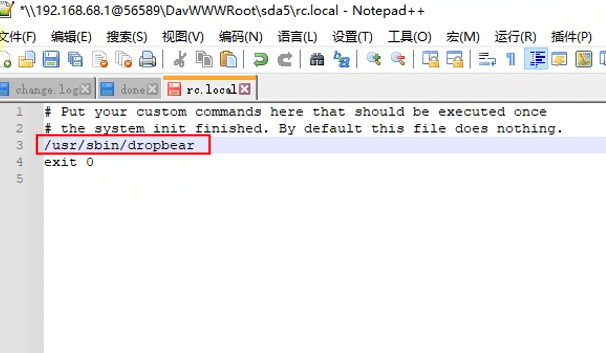 *\\192.168.68.1@56589\DavWWWRoot\sda5\rc.local - Notepad++
文件(F) 编辑(E) 搜索(S) 视图(V) 编码(N) 语言(L) 设置(T) 工具(O) 宏(M) 运行(R) 插件(P)
change.log done rc.local
1 # Put your custom commands here that should be executed once
2 # the system init finished. By default this file does nothing.
3 /usr/sbin/dropbear
4 exit 0
5